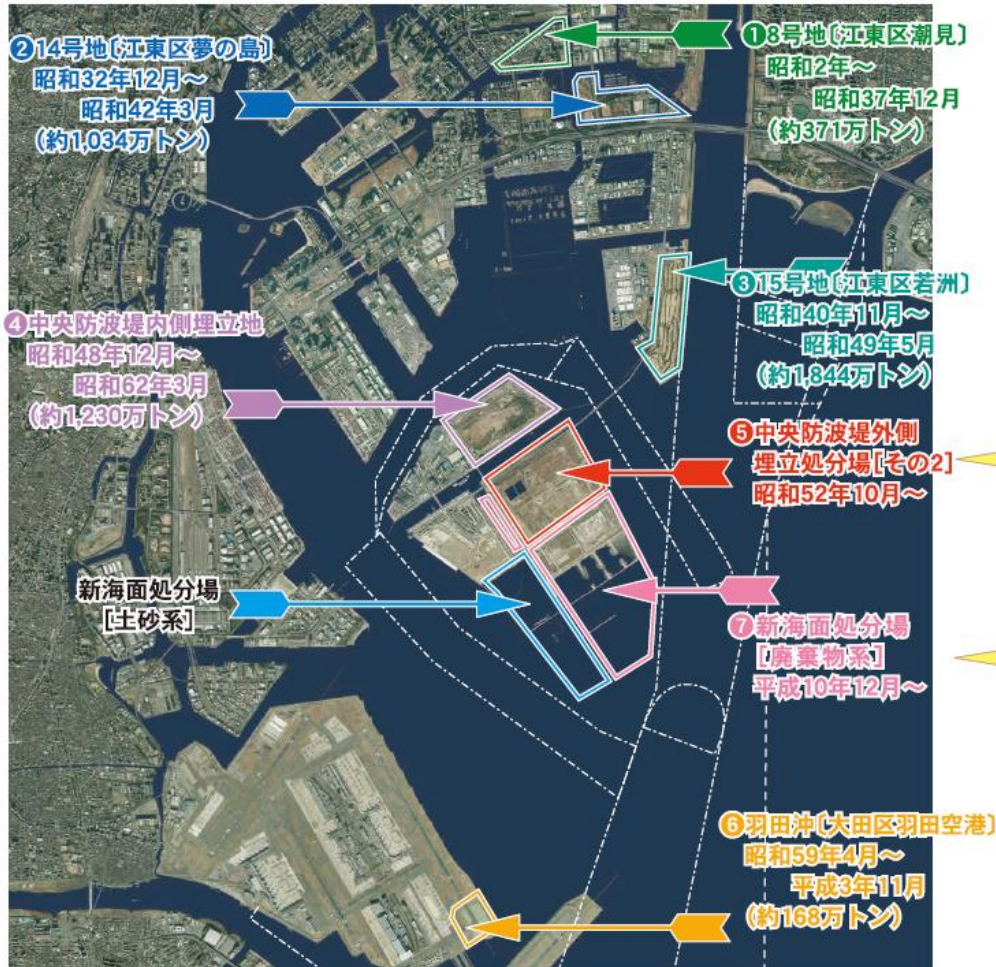 ❶8号地〔江東区潮見〕
昭和2年～
昭和37年12月
(約371万トン)
❷14号地〔江東区夢の島〕
昭和32年12月～
昭和42年3月
(約1,034万トン)
❸15号地〔江東区若洲〕
昭和40年11月～
昭和49年5月
(約1,844万トン)
❹中央防波堤内側埋立地
昭和48年12月～
昭和62年3月
(約1,230万トン)
❺中央防波堤外側
埋立処分場[その2]
昭和52年10月～
新海面処分場
[土砂系]
❼新海面処分場
[廃棄物系]
平成10年12月～
❻羽田沖〔大田区羽田空港〕
昭和59年4月～
平成3年11月
(約168万トン)